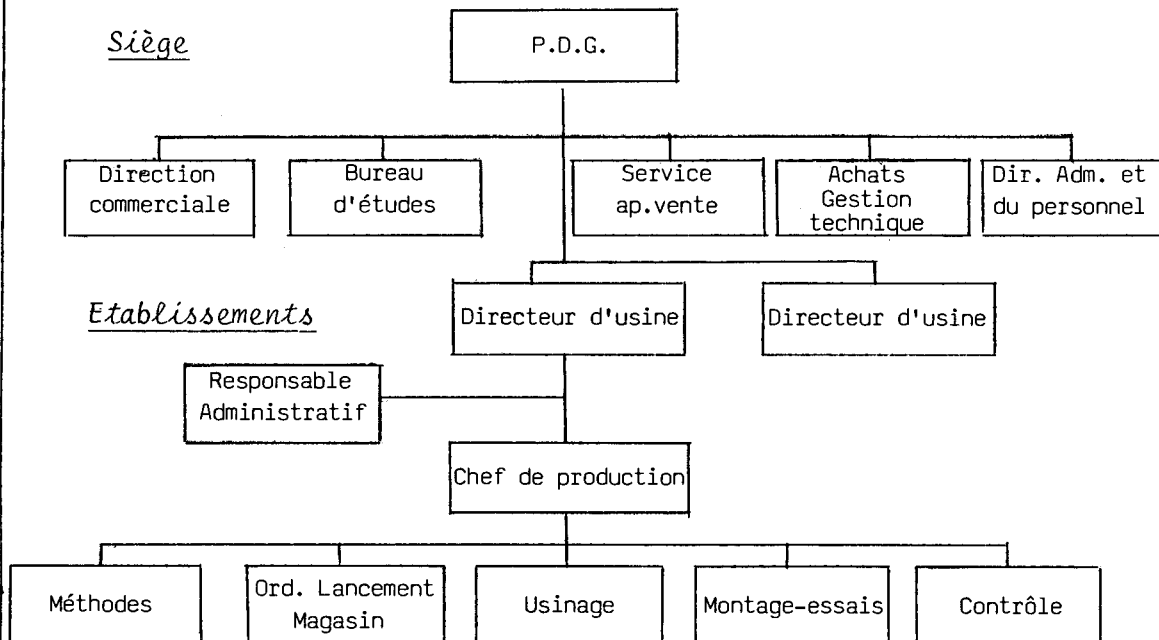 Siège
P.D.G.
Direction
commerciale
Bureau
d'études
Service
ap.vente
Achats
Gestion
technique
Dir. Adm. et
du personnel
Etablissements
Directeur d'usine
Directeur d'usine
Responsable
Administratif
Chef de production
Méthodes
Ord. Lancement
Magasin
Usinage
Montage-essais
Contrôle